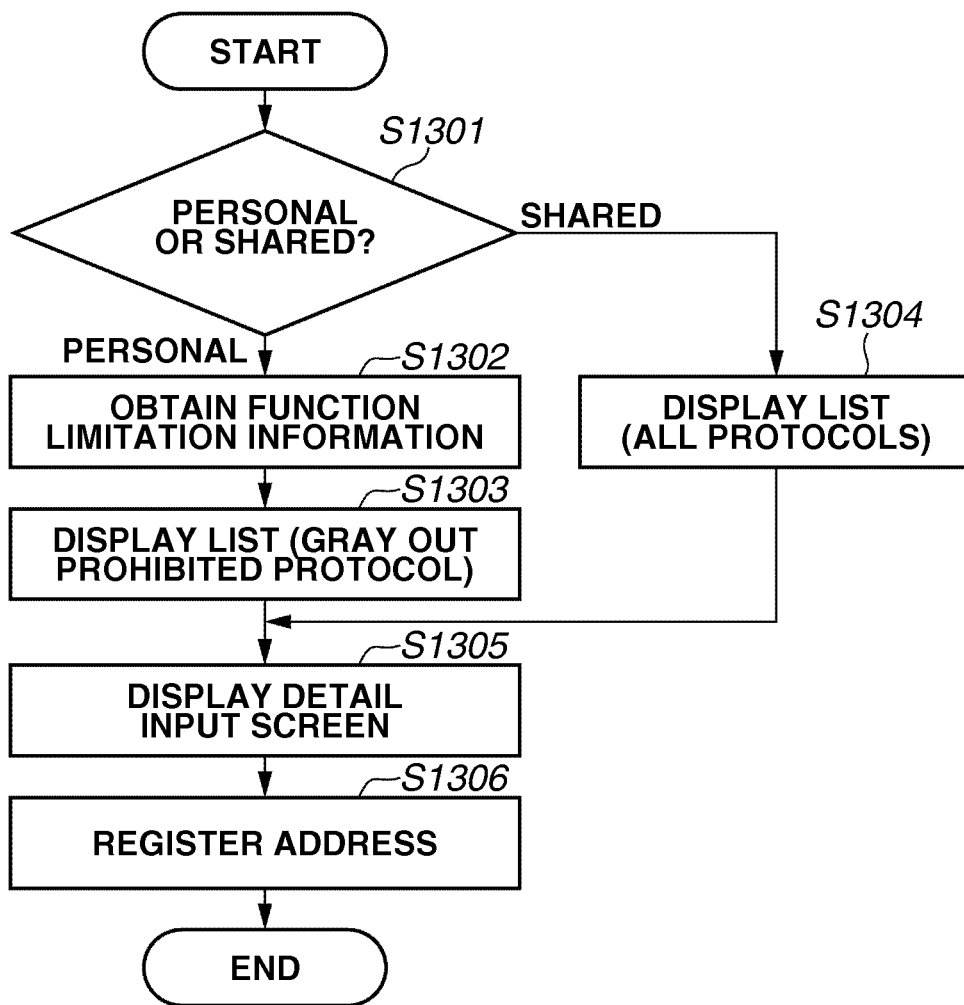 START
S1301
PERSONAL
OR SHARED?
SHARED
S1304
PERSONAL
S1302
OBTAIN FUNCTION
LIMITATION INFORMATION
DISPLAY LIST
(ALL PROTOCOLS)
S1303
DISPLAY LIST (GRAY OUT
PROHIBITED PROTOCOL)
S1305
DISPLAY DETAIL
INPUT SCREEN
S1306
REGISTER ADDRESS
END